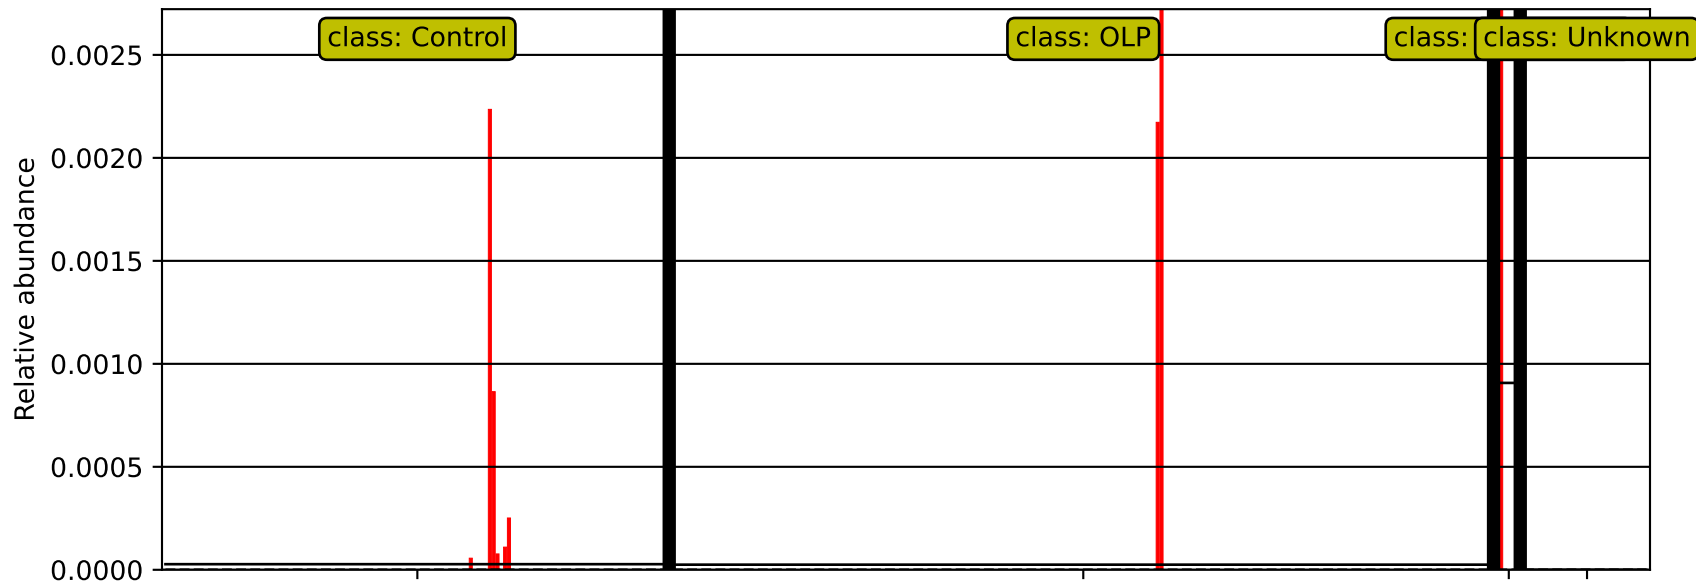 class: Control
class: OLP
class:
class: Unknown
Relative abundance
0.0025
0.0020
0.0015
0.0010
0.0005
0.0000